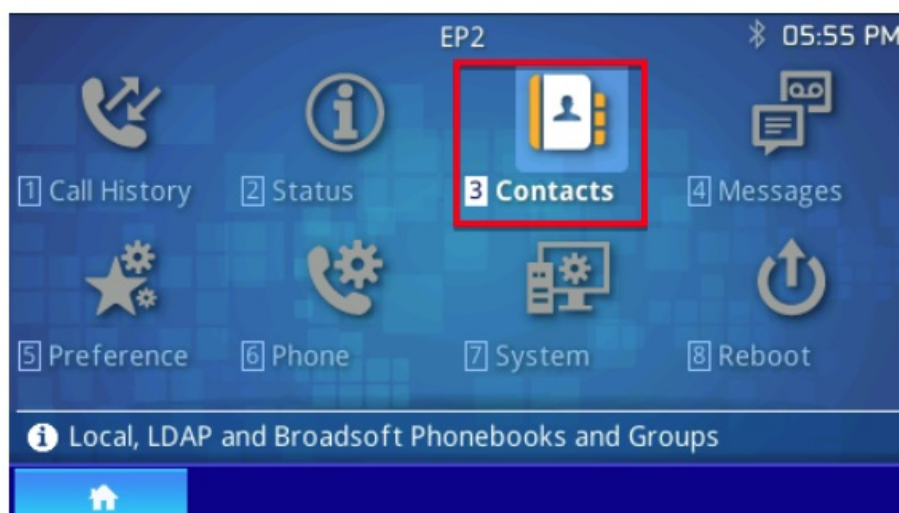 EP2 05:55 PM
1 Call History 2 Status 3 Contacts 4 Messages
5 Preference 6 Phone 7 System 8 Reboot
i Local, LDAP and Broadsoft Phonebooks and Groups